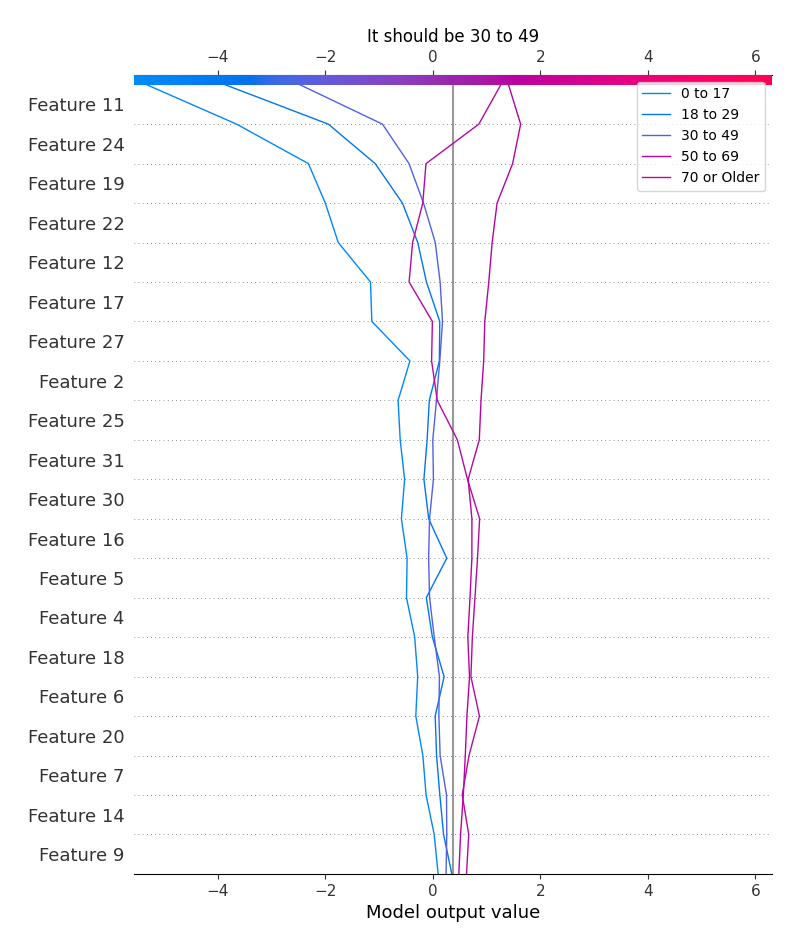 It should be 30 to 49
−4 −2 0 2 4 6
0 to 17
18 to 29
30 to 49
50 to 69
70 or Older
Feature 11
Feature 24
Feature 19
Feature 22
Feature 12
Feature 17
Feature 27
Feature 2
Feature 25
Feature 31
Feature 30
Feature 16
Feature 5
Feature 4
Feature 18
Feature 6
Feature 20
Feature 7
Feature 14
Feature 9
−4 −2 0 2 4 6
Model output value